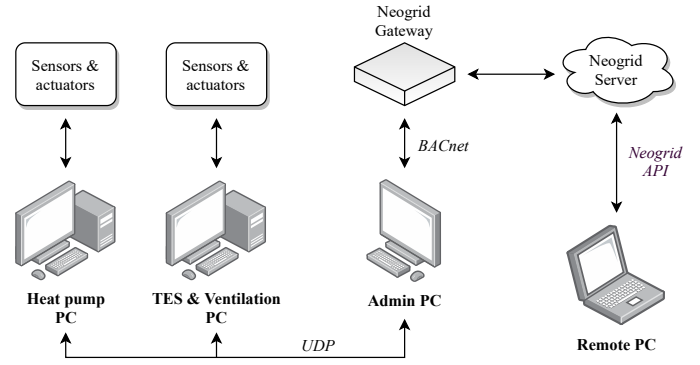 Neogrid
Gateway
Sensors &
actuators
Sensors &
actuators
Neogrid
Server
BACnet
Neogrid
API
Heat pump
PC
TES & Ventilation
PC
Admin PC
Remote PC
UDP